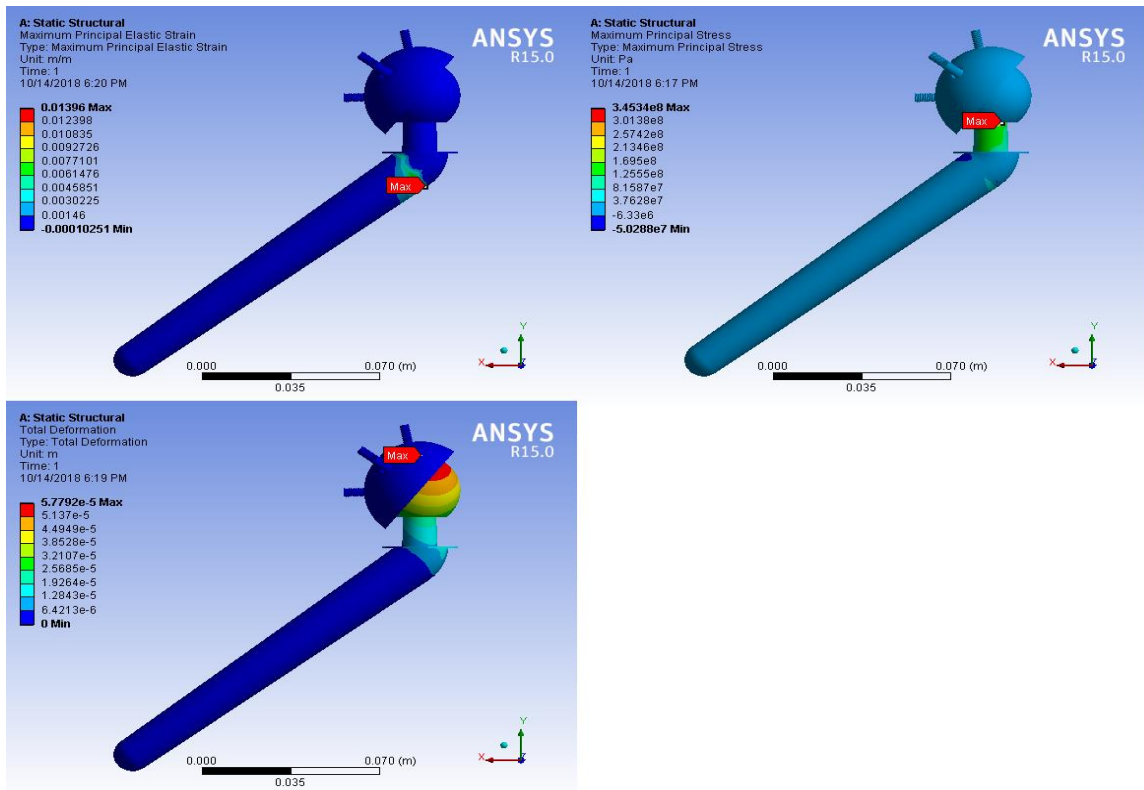 A: Static Structural
Maximum Principal Elastic Strain
Type: Maximum Principal Elastic Strain
Unit: m/m
Time: 1
10/14/2018 6:20 PM
0.01396 Max
0.012398
0.010835
0.0092726
0.0077101
0.0061476
0.0045851
0.0030225
0.00146
-0.00010251 Min
ANSYS
R15.0
Max
0.000
0.070 (m)
0.035
Y
X
Z
A: Static Structural
Maximum Principal Stress
Type: Maximum Principal Stress
Unit: Pa
Time: 1
10/14/2018 6:17 PM
3.4534e8 Max
3.0138e8
2.5742e8
2.1346e8
1.695e8
1.2555e8
8.1587e7
3.7628e7
-6.33e6
-5.0288e7 Min
ANSYS
R15.0
Max
0.000
0.070 (m)
0.035
Y
X
Z
A: Static Structural
Total Deformation
Type: Total Deformation
Unit: m
Time: 1
10/14/2018 6:19 PM
5.7792e-5 Max
5.137e-5
4.4949e-5
3.8528e-5
3.2107e-5
2.5685e-5
1.9264e-5
1.2843e-5
6.4213e-6
0 Min
ANSYS
R15.0
Max
0.000
0.070 (m)
0.035
Y
X
Z